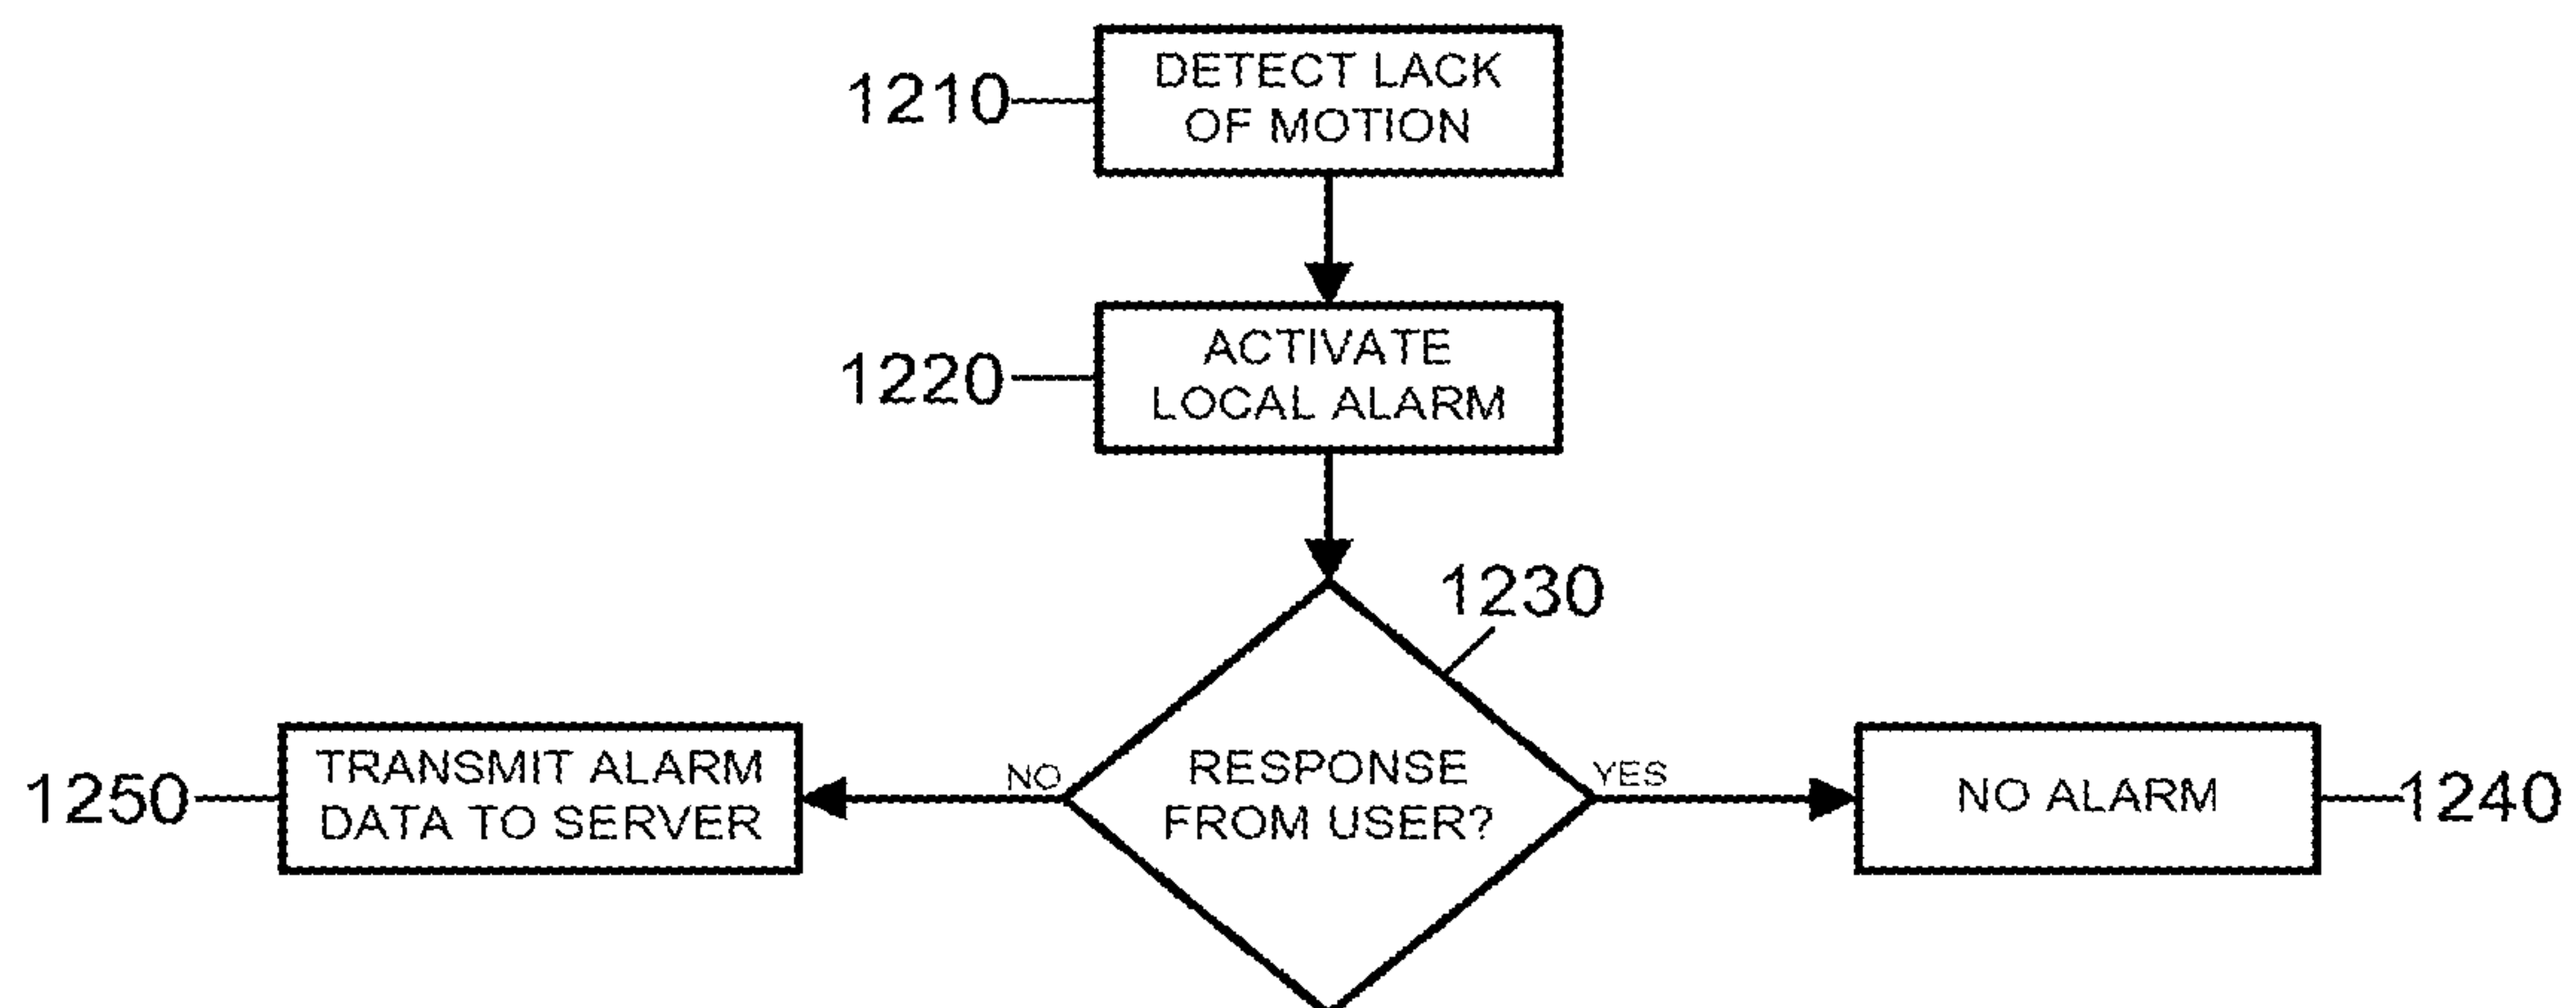 1210
DETECT LACK
OF MOTION
1220
ACTIVATE
LOCAL ALARM
1230
RESPONSE
FROM USER?
NO
YES
1250
TRANSMIT ALARM
DATA TO SERVER
NO ALARM
1240